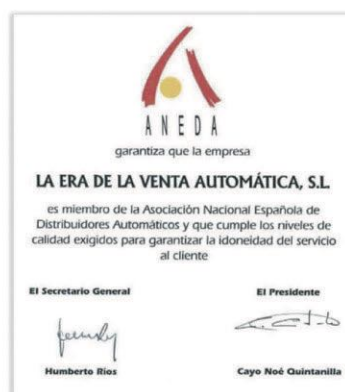 ANEDA
garantiza que la empresa
LA ERA DE LA VENTA AUTOMÁTICA, S.L.
es miembro de la Asociación Nacional Española de
Distribuidores Automáticos y que cumple los niveles de
calidad exigidos para garantizar la idoneidad del servicio
al cliente
El Secretario General
El Presidente
Humberto Ríos
Cayo Noé Quintanilla